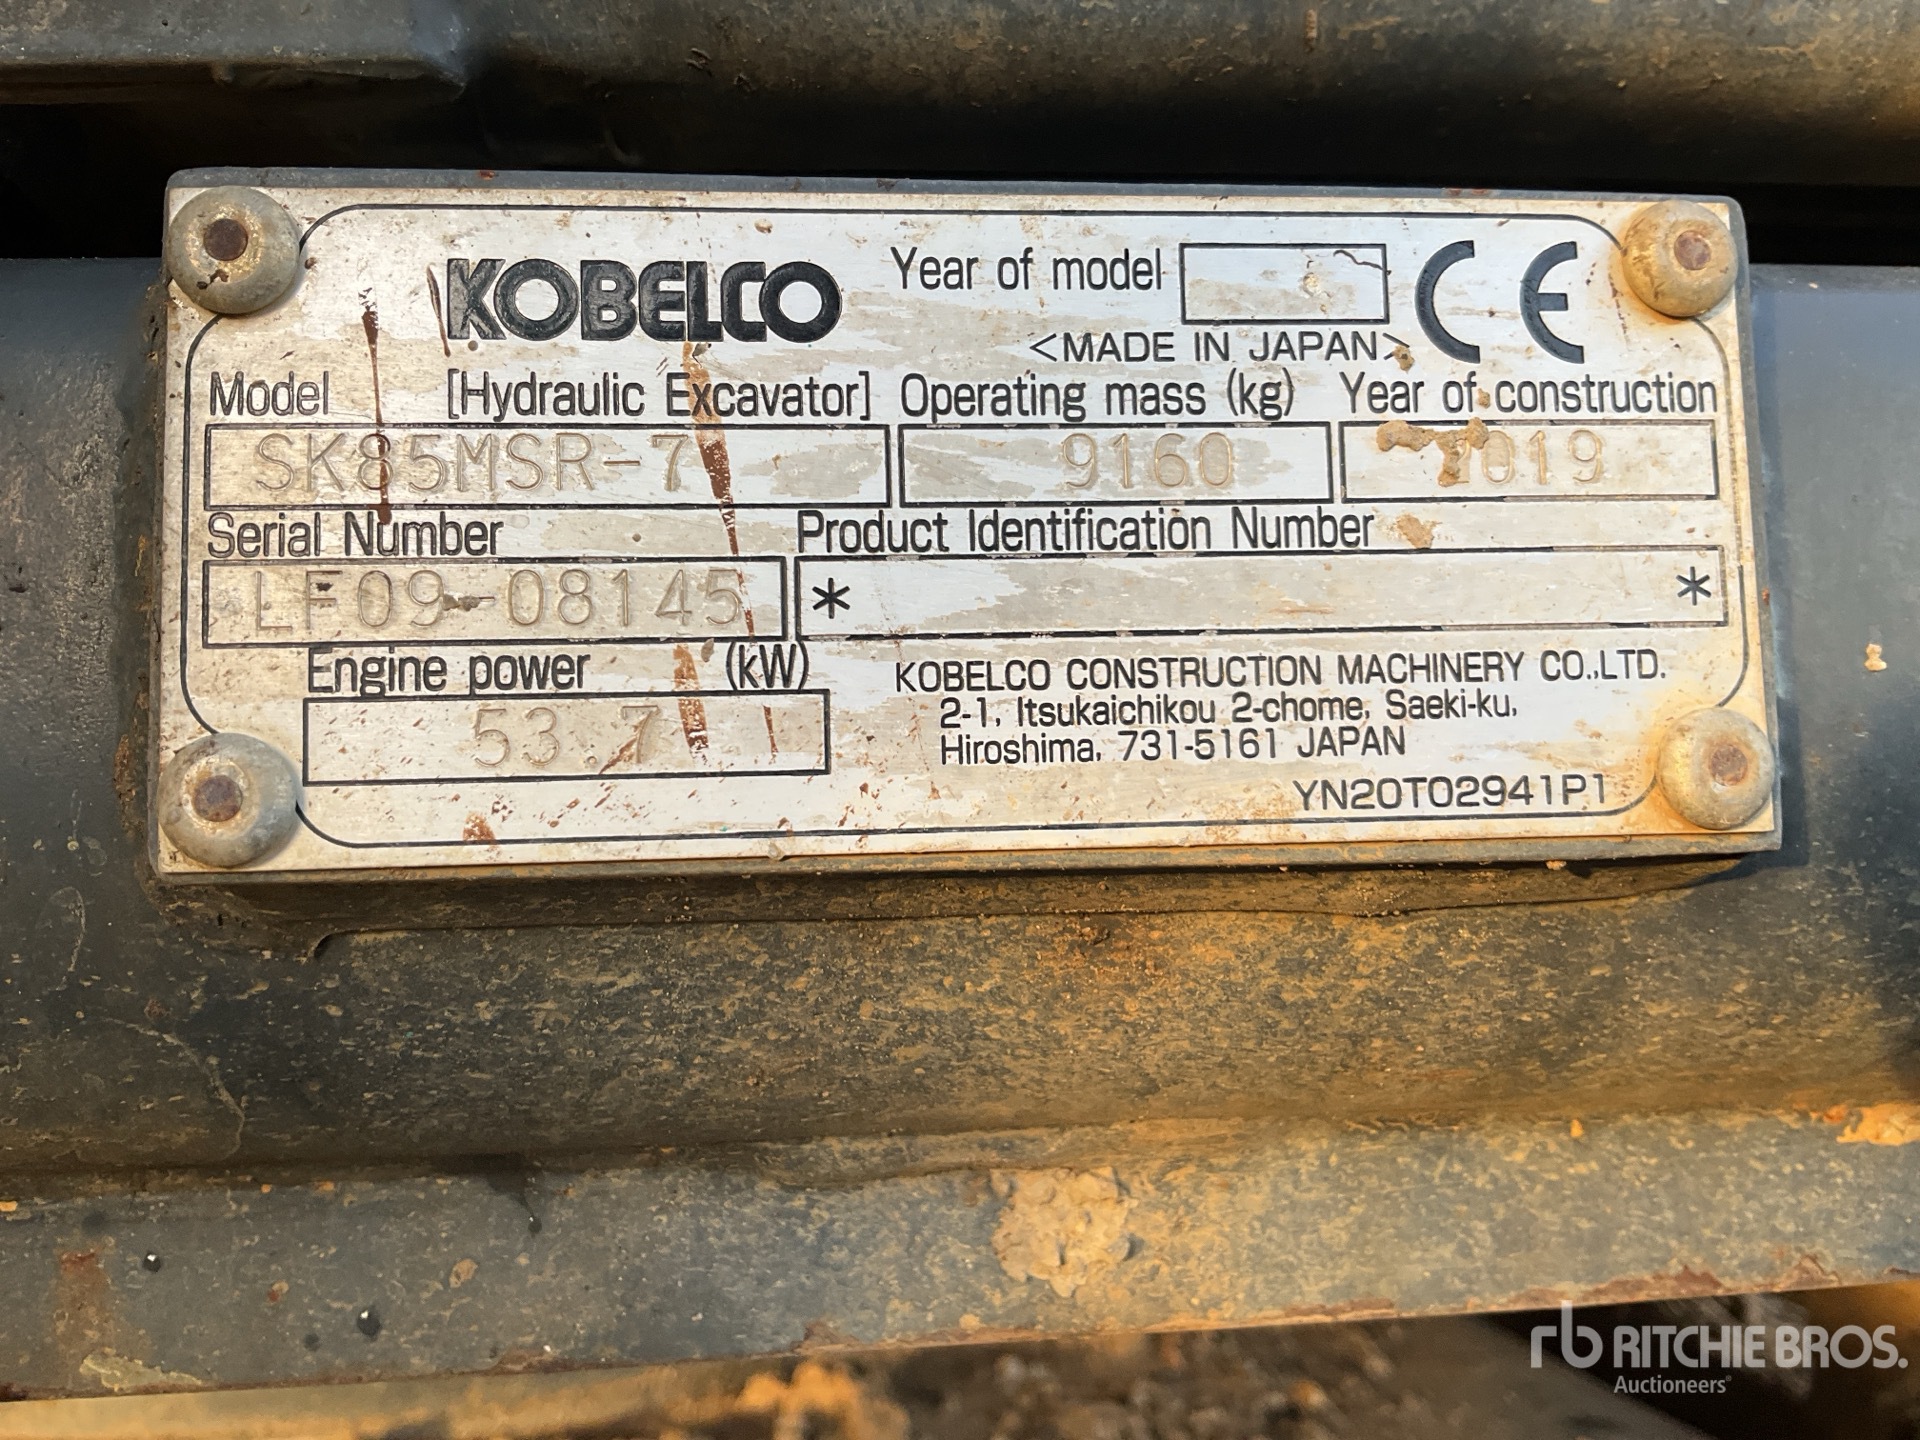 KOBELCO
Year of model
CE
<MADE IN JAPAN>
Model [Hydraulic Excavator] Operating mass (kg) Year of construction
SK85MSR-7 9160 2019
Serial Number Product Identification Number
LF09-08145 * *
Engine power (kW)
53.7
KOBELCO CONSTRUCTION MACHINERY CO.,LTD.
2-1, Itsukaichikou 2-chome, Saeki-ku,
Hiroshima, 731-5161 JAPAN
YN20T02941P1
rb RITCHIE BROS.
Auctioneers